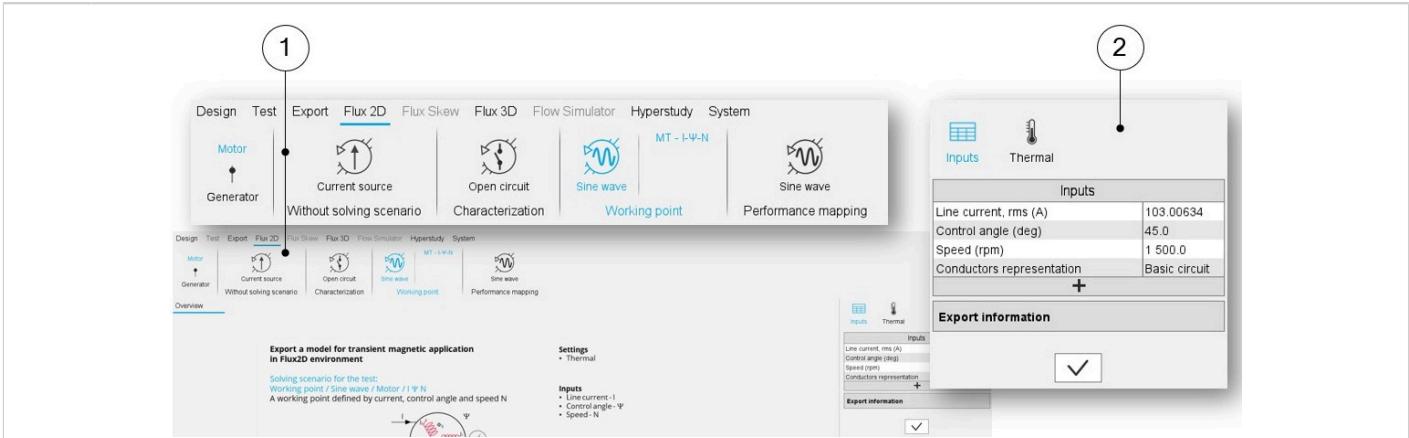 1
2
Design Test Export Flux 2D Flux Skew Flux 3D Flow Simulator Hyperstudy System
Motor
Generator
Current source
Without solving scenario
Open circuit
Characterization
Sine wave
MT - I-Ψ-N
Working point
Sine wave
Performance mapping
Inputs Thermal
Inputs
Line current, rms (A) 103.00634
Control angle (deg) 45.0
Speed (rpm) 1 500.0
Conductors representation Basic circuit
+
Export information
Design Test Export Flux 2D Flux Skew Flux 3D Flow Simulator Hyperstudy System
Motor
Generator
Current source
Without solving scenario
Open circuit
Characterization
Sine wave
MT - I-Ψ-N
Working point
Sine wave
Performance mapping
Overview
Export a model for transient magnetic application
in Flux2D environment
Solving scenario for the test:
Working point / Sine wave / Motor / I Ψ N
A working point defined by current, control angle and speed N
I
Ψ
Settings
• Thermal
Inputs
• Line current - I
• Control angle - Ψ
• Speed - N
Inputs Thermal
Inputs
Line current, rms (A)
Control angle (deg)
Speed (rpm)
Conductors representation
+
Export information